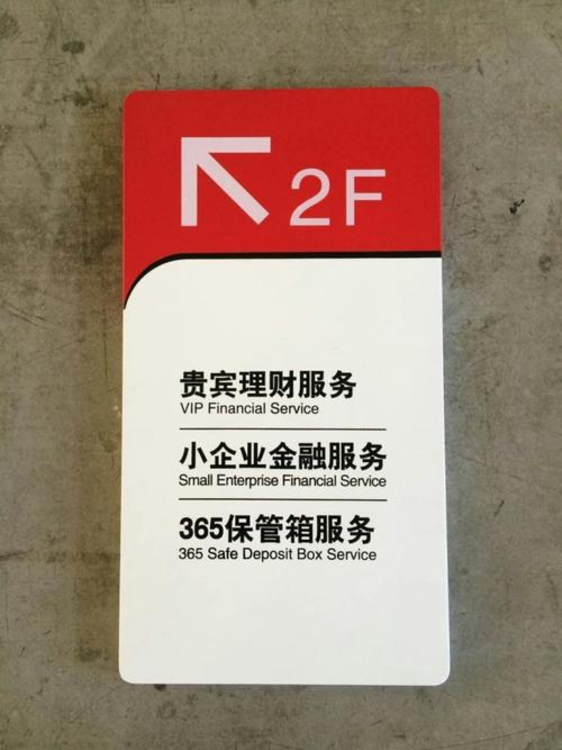 2F
贵宾理财服务
VIP Financial Service
小企业金融服务
Small Enterprise Financial Service
365保管箱服务
365 Safe Deposit Box Service